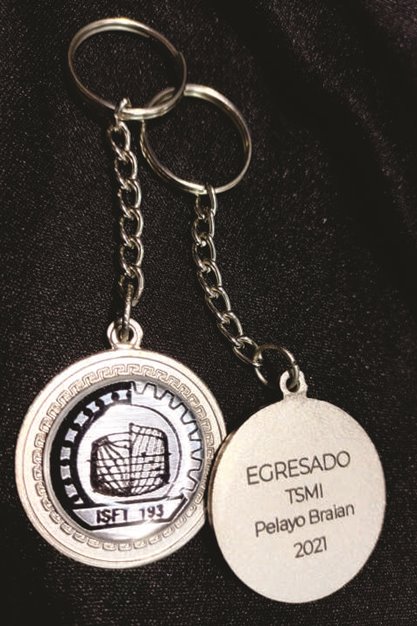 ISFT 193
EGRESADO
TSMI
Pelayo Braian
2021